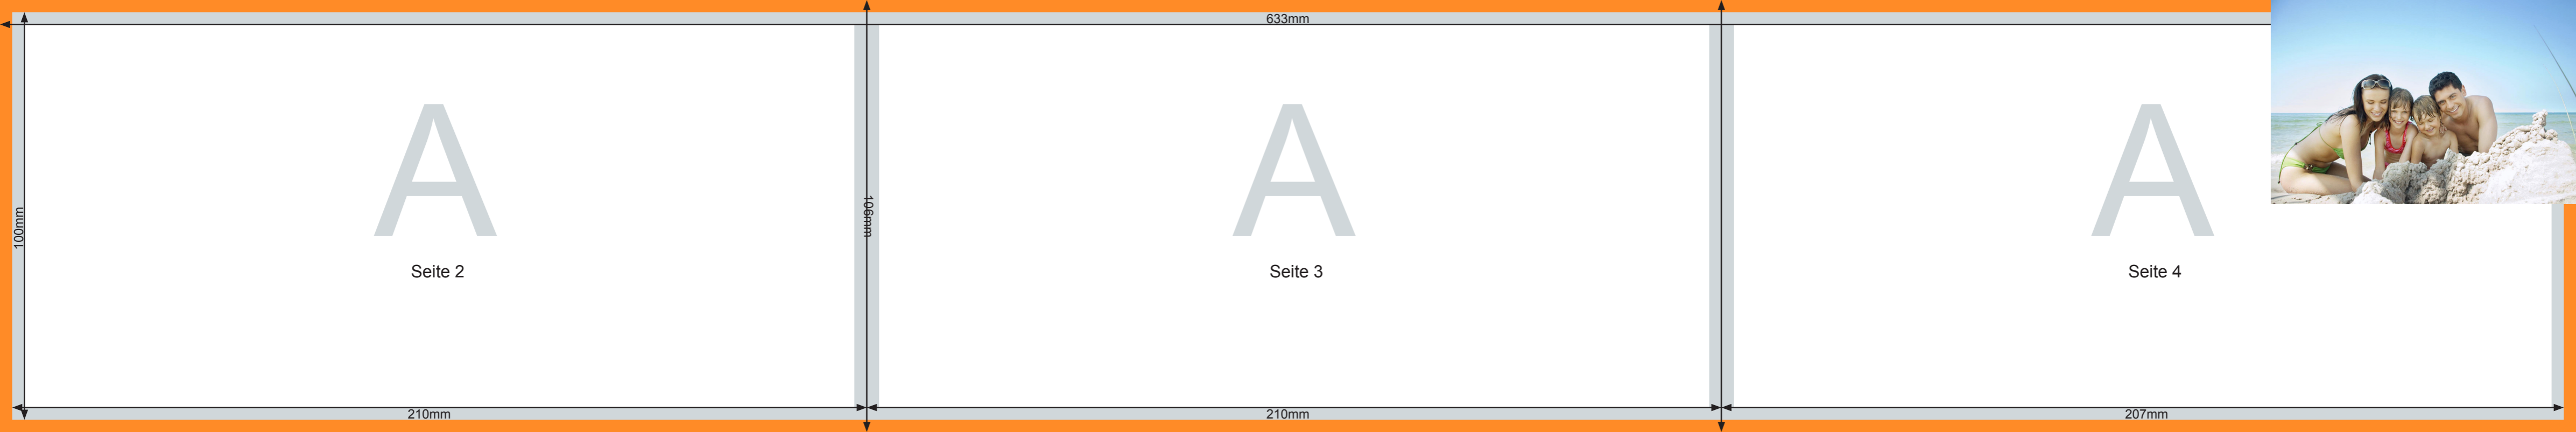 633mm
100mm
106mm
A
A
A
Seite 2
Seite 3
Seite 4
210mm
210mm
207mm